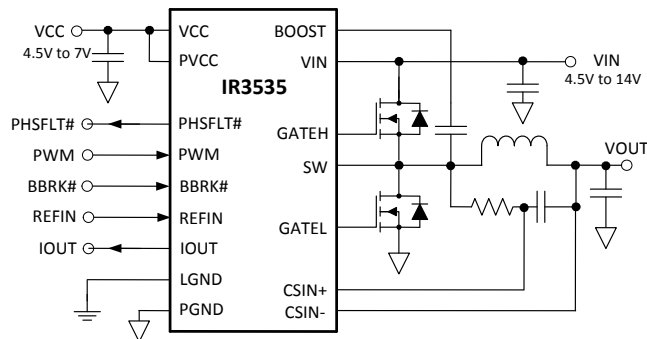 VCC
4.5V to 7V
PHSFLT#
PWM
BBRK#
REFIN
IOUT
VCC
PVCC
IR3535
PHSFLT#
PWM
BBRK#
REFIN
IOUT
LGND
PGND
BOOST
VIN
GATEH
SW
GATEL
CSIN+
CSIN-
VIN
4.5V to 14V
VOUT